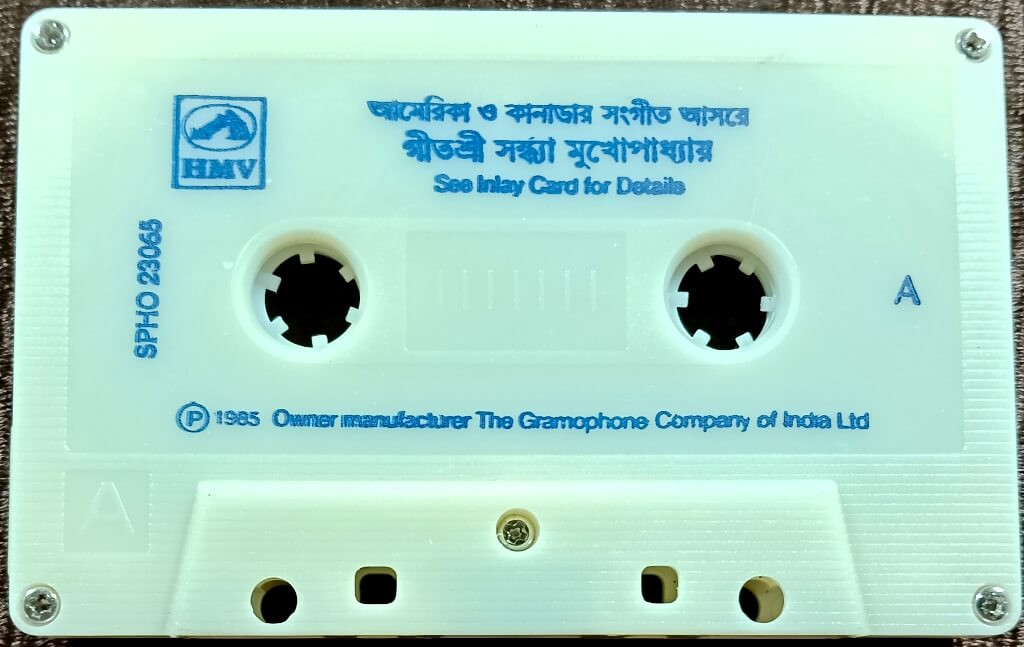 HMV
আমেরিকা ও কানাডার সংগীত আসরে
গীতশ্রী সন্ধ্যা মুখোপাধ্যায়
See Inlay Card for Details
SPHO 23065
A
Ⓟ 1985 Owner manufacturer The Gramophone Company of India Ltd
A